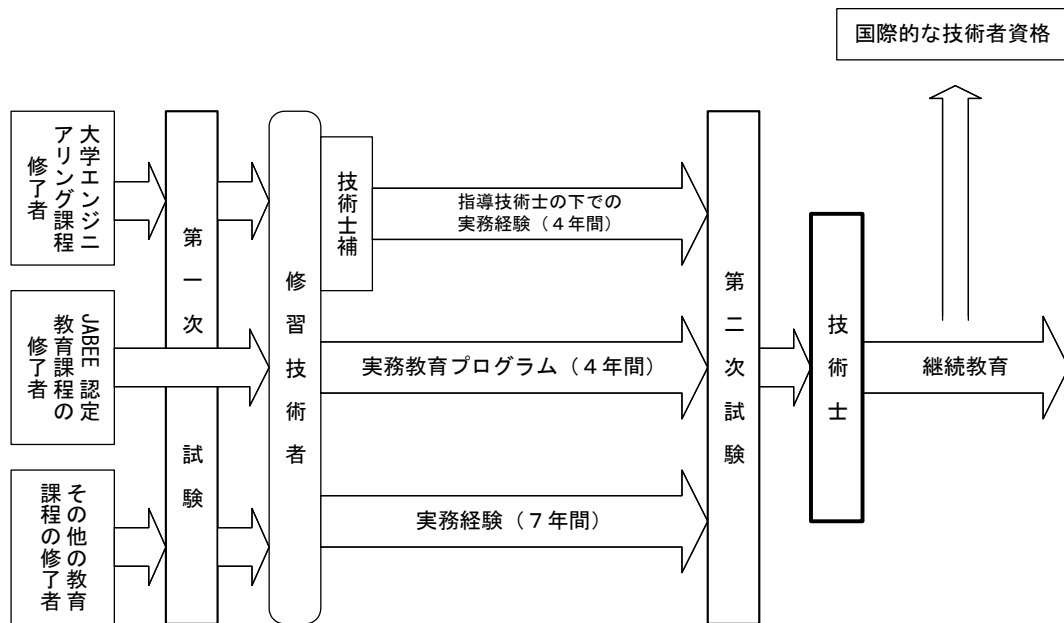 国際的な技術者資格
大学エンジニ
アリング課程
修了者
JABEE 認定
教育課程の
修了者
その他の教育
課程の修了者
第一次試験
修習技術者
技術士補
指導技術士の下での
実務経験（４年間）
実務教育プログラム（４年間）
実務経験（７年間）
第二次試験
技術士
継続教育